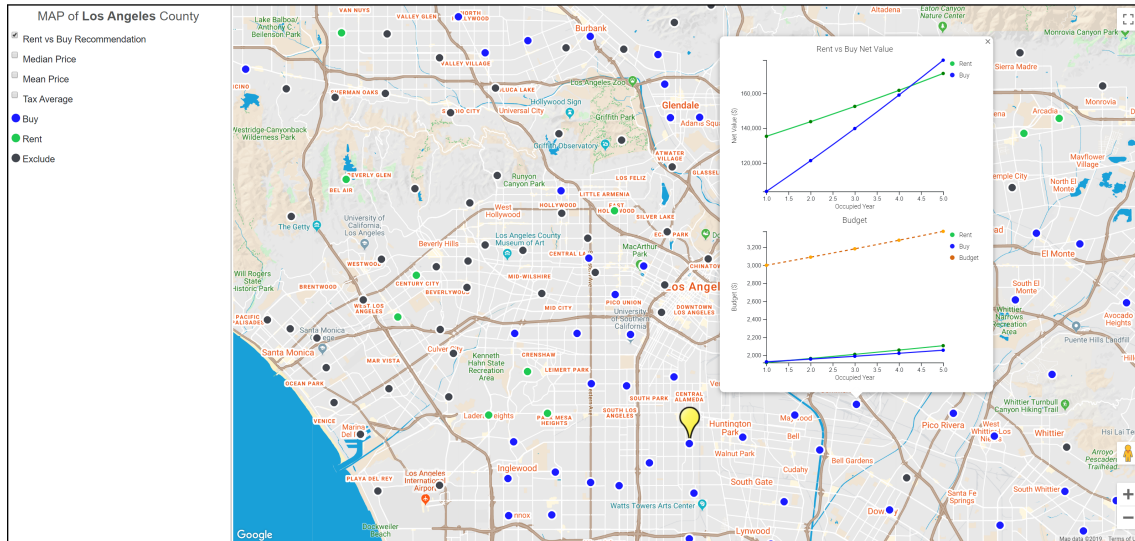 MAP of Los Angeles County
Rent vs Buy Recommendation
Median Price
Mean Price
Tax Average
Buy
Rent
Exclude
Lake Balboa/
Anthony C.
Beilenson Park
VAN NUYS
VALLEY GLEN
NORTH
HOLLYWOOD
Burbank
VALLEY VILLAGE
SHERMAN OAKS
STUDIO CITY
TOLUCA LAKE
Universal City
Los Angeles Zoo
Hollywood Sign
Griffith Park
Griffith Observatory
Glendale
Adams Square
ATWATER
VILLAGE
GLASSELL
Westridge-Canyonback
Wilderness Park
BEVERLY GLEN
BEL AIR
Runyon
Canyon Park
LOS FELIZ
LITTLE ARMENIA
HOLLYWOOD
EAST
HOLLYWOOD
SILVER LAKE
West
Hollywood
The Getty
University of
California,
Los Angeles
Beverly Hills
Los Angeles County
Museum of Art
CENTRAL LA
MacArthur
Park
CHINATOWN
WESTWOOD
Will Rogers
State
Historic Park
BRENTWOOD
CENTURY CITY
BEVERLYWOOD
MID-WILSHIRE
MID CITY
PICO UNION
DOWNTOWN
LOS ANGELES
WEST LOS
ANGELES
PACIFIC
PALISADES
Santa Monica
College
Santa Monica
Culver City
MAR VISTA
University
of Southern
California
Kenneth
Hahn State
Recreation
Area
CRENSHAW
LEIMERT PARK
OCEAN PARK
VENICE
Ladera Heights
PARK MESA
HEIGHTS
SOUTH PARK
SOUTH LOS
ANGELES
CENTRAL
ALAMEDA
Huntington
Park
Walnut Park
Maywood
Bell
Bell Gardens
Cudahy
South Gate
PLAYA DEL REY
Los Angeles
International
Airport
Inglewood
Lennox
Dockweiler
Beach
Watts Towers Arts Center
Lynwood
Downey
Google
Rent vs Buy Net Value
Net Value ($)
160,000
140,000
120,000
1.0 1.5 2.0 2.5 3.0 3.5 4.0 4.5 5.0
Occupied Year
Rent
Buy
Budget
Budget ($)
3,200
3,000
2,800
2,600
2,400
2,200
2,000
1.0 1.5 2.0 2.5 3.0 3.5 4.0 4.5 5.0
Occupied Year
Rent
Buy
Budget
Altadena
Eaton Canyon
Nature Center
Monrovia Canyon Park
Sierra Madre
Monrovia
Arcadia
Mayflower
Village
Temple City
North El
Monte
El Monte
South El
Monte
Whittier
Narrows
Recreation
Area
Avocado
Heights
Puente Hills Landfill
Whittier Turnbull
Canyon Hiking Trail
Pico Rivera
West
Whittier-Los
Nietos
Whittier
Arroyo
Pescadero
Trailhead
Hsi Lai Te
South Whittier
Santa Fe
Springs
Map data ©2019
Terms of U